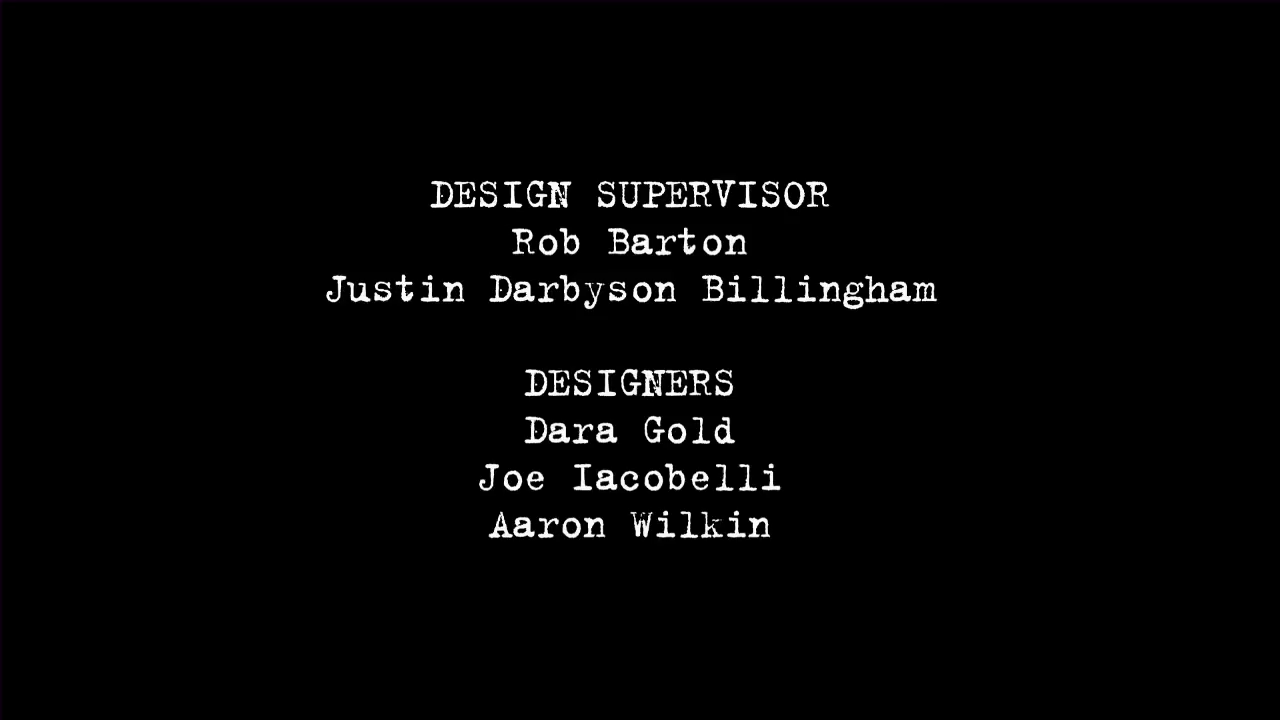 DESIGN SUPERVISOR
Rob Barton
Justin Darbyson Billingham
DESIGNERS
Dara Gold
Joe Iacobelli
Aaron Wilkin